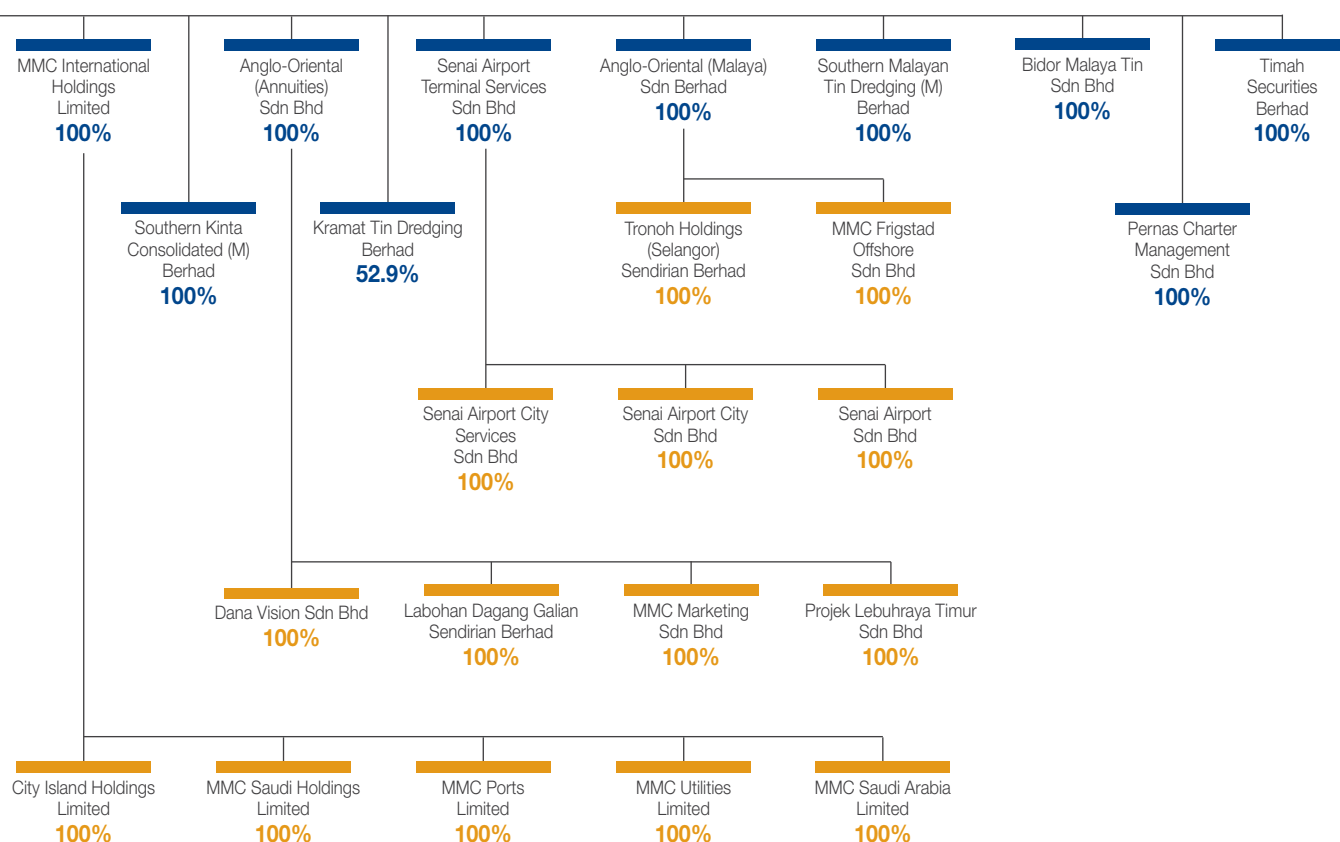 MMC International
Holdings
Limited
100%
Anglo-Oriental
(Annuities)
Sdn Bhd
100%
Senai Airport
Terminal Services
Sdn Bhd
100%
Anglo-Oriental (Malaya)
Sdn Berhad
100%
Southern Malayan
Tin Dredging (M)
Berhad
100%
Bidor Malaya Tin
Sdn Bhd
100%
Timah
Securities
Berhad
100%
Southern Kinta
Consolidated (M)
Berhad
100%
Kramat Tin Dredging
Berhad
52.9%
Tronoh Holdings
(Selangor)
Sendirian Berhad
100%
MMC Frigstad
Offshore
Sdn Bhd
100%
Pernas Charter
Management
Sdn Bhd
100%
Senai Airport City
Services
Sdn Bhd
100%
Senai Airport City
Sdn Bhd
100%
Senai Airport
Sdn Bhd
100%
Dana Vision Sdn Bhd
100%
Labohan Dagang Galian
Sendirian Berhad
100%
MMC Marketing
Sdn Bhd
100%
Projek Lebuhraya Timur
Sdn Bhd
100%
City Island Holdings
Limited
100%
MMC Saudi Holdings
Limited
100%
MMC Ports
Limited
100%
MMC Utilities
Limited
100%
MMC Saudi Arabia
Limited
100%